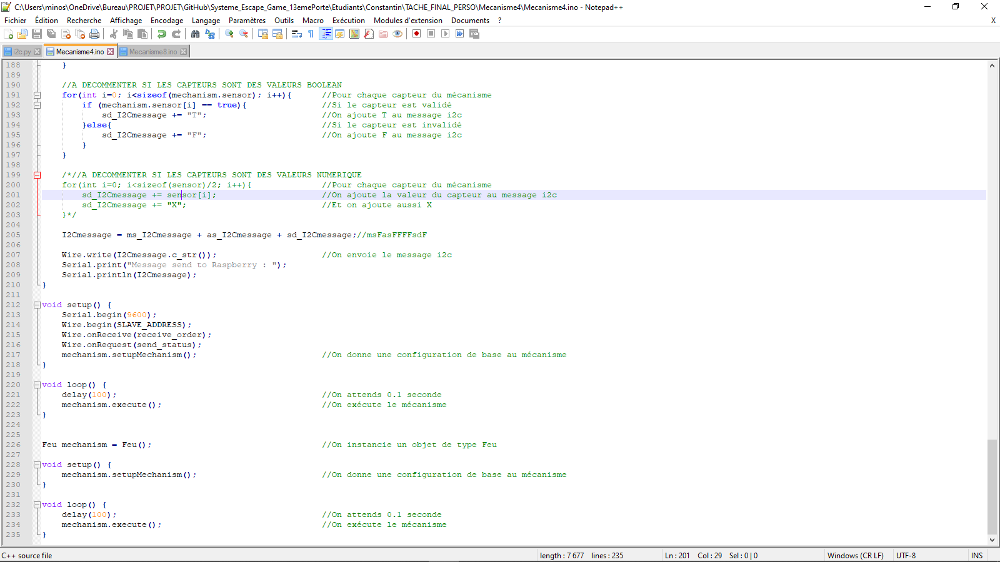 C:\Users\minos\OneDrive\Bureau\PROJET\PROJET\GitHub\Systeme_Escape_Game_13emePorte\Etudiants\Constantin\TACHE_FINAL_PERSO\Mecanisme4\Mecanisme4.ino - Notepad++
Fichier Édition Recherche Affichage Encodage Langage Paramètres Outils Macro Exécution Modules d'extension Documents ? X
i2c.py Mecanisme4.ino Mecanisme8.ino
188 }
189
190 //A DECOMMENTER SI LES CAPTEURS SONT DES VALEURS BOOLEAN
191 for(int i=0; i<sizeof(mechanism.sensor); i++){ //Pour chaque capteur du mécanisme
192 if (mechanism.sensor[i] == true){ //Si le capteur est validé
193 sd_I2Cmessage += "T"; //On ajoute T au message i2c
194 }else{ //Si le capteur est invalidé
195 sd_I2Cmessage += "F"; //On ajoute F au message i2c
196 }
197 }
198
199 /*//A DECOMMENTER SI LES CAPTEURS SONT DES VALEURS NUMERIQUE
200 for(int i=0; i<sizeof(sensor)/2; i++){ //Pour chaque capteur du mécanisme
201 sd_I2Cmessage += sensor[i]; //On ajoute la valeur du capteur au message i2c
202 sd_I2Cmessage += "X"; //Et on ajoute aussi X
203 }*/
204
205 I2Cmessage = ms_I2Cmessage + as_I2Cmessage + sd_I2Cmessage;//msFasFFFFsdF
206
207 Wire.write(I2Cmessage.c_str()); //On envoie le message i2c
208 Serial.print("Message send to Raspberry : ");
209 Serial.println(I2Cmessage);
210 }
211
212 void setup() {
213 Serial.begin(9600);
214 Wire.begin(SLAVE_ADDRESS);
215 Wire.onReceive(receive_order);
216 Wire.onRequest(send_status);
217 mechanism.setupMechanism(); //On donne une configuration de base au mécanisme
218 }
219
220 void loop() {
221 delay(100); //On attends 0.1 seconde
222 mechanism.execute(); //On exécute le mécanisme
223 }
224
225
226 Feu mechanism = Feu(); //On instancie un objet de type Feu
227
228 void setup() {
229 mechanism.setupMechanism(); //On donne une configuration de base au mécanisme
230 }
231
232 void loop() {
233 delay(100); //On attends 0.1 seconde
234 mechanism.execute(); //On exécute le mécanisme
235 }
C++ source file length : 7 677 lines : 235 Ln : 201 Col : 29 Sel : 0 | 0 Windows (CR LF) UTF-8 INS